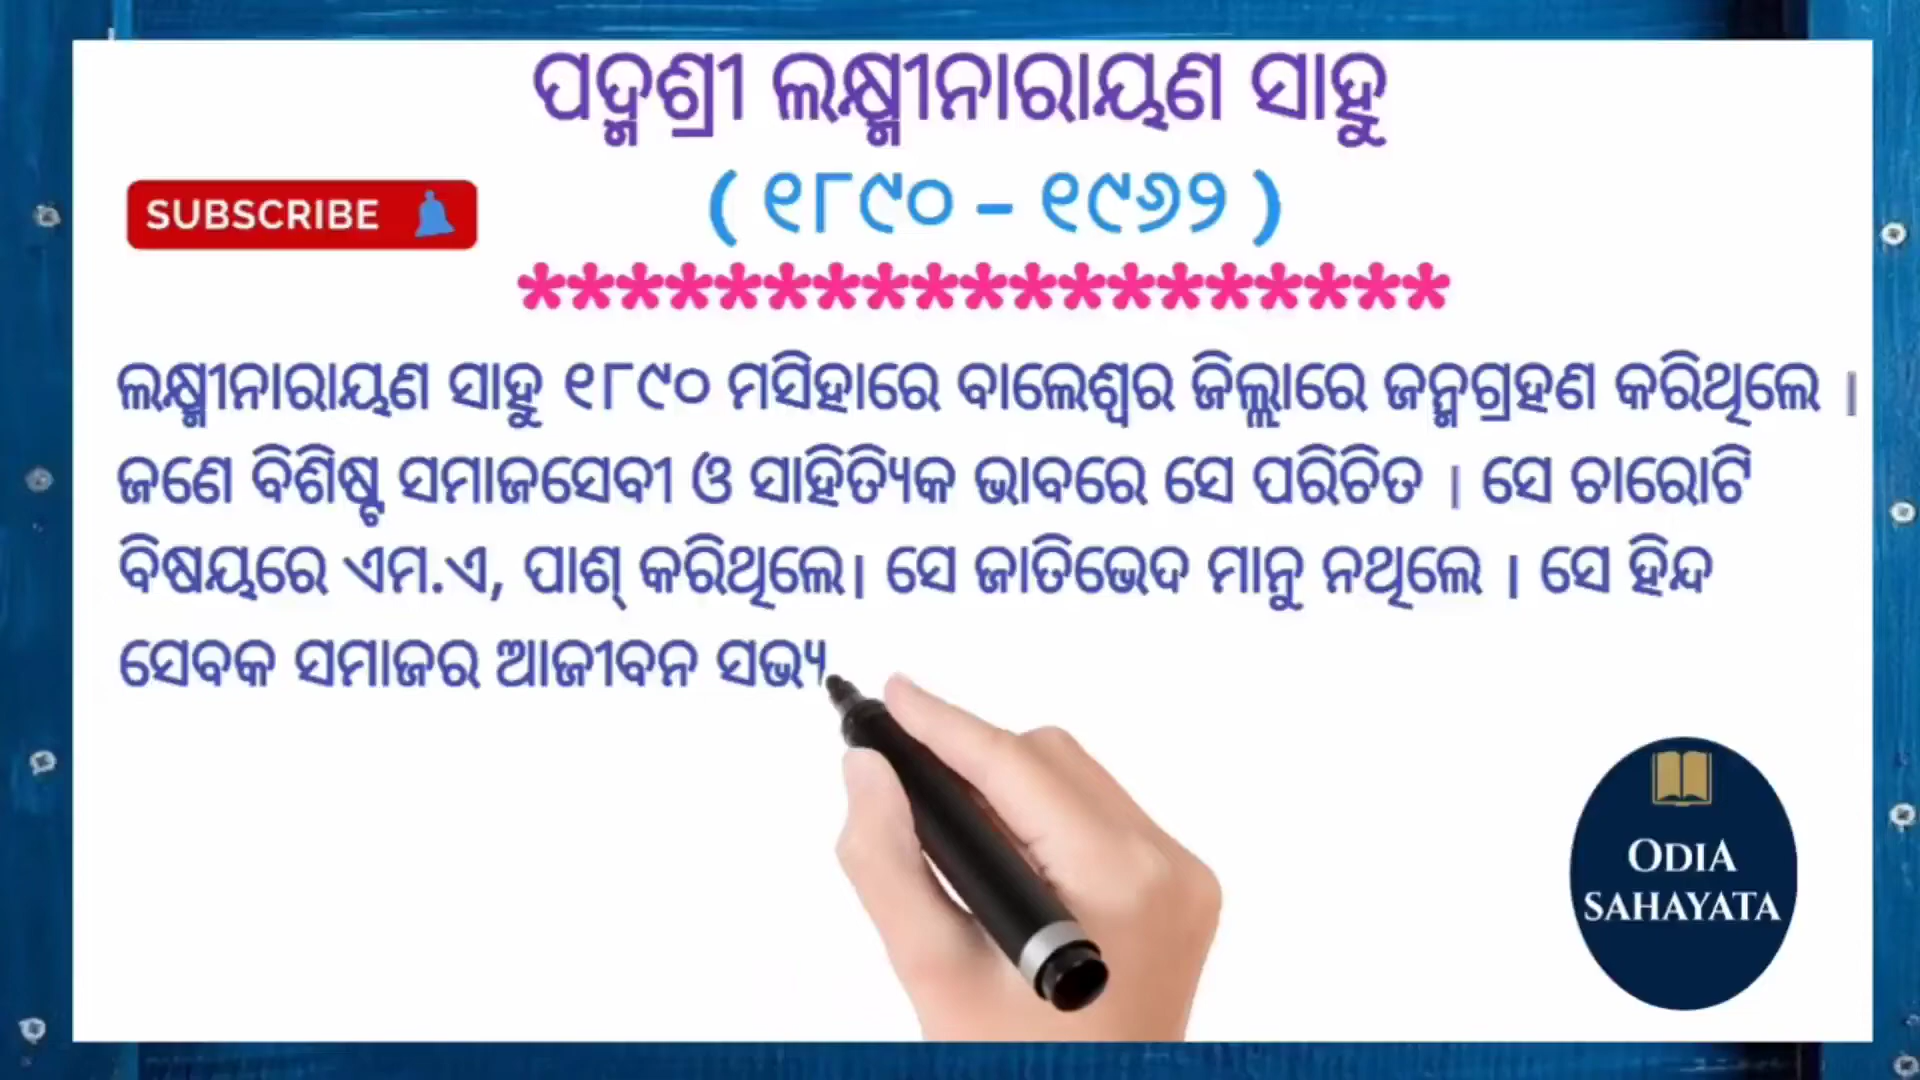 ପଦ୍ମଶ୍ରୀ ଲକ୍ଷ୍ମୀନାରାୟଣ ସାହୁ
SUBSCRIBE
( ୧୮୯୦ – ୧୯୬୨ )
*******************
ଲକ୍ଷ୍ମୀନାରାୟଣ ସାହୁ ୧୮୯୦ ମସିହାରେ ବାଲେଶ୍ୱର ଜିଲ୍ଲାରେ ଜନ୍ମଗ୍ରହଣ କରିଥିଲେ ।
ଜଣେ ବିଶିଷ୍ଟ ସମାଜସେବୀ ଓ ସାହିତ୍ୟିକ ଭାବରେ ସେ ପରିଚିତ । ସେ ଚାରୋଟି
ବିଷୟରେ ଏମ.ଏ, ପାଶ୍ କରିଥିଲେ। ସେ ଜାତିଭେଦ ମାନୁ ନଥିଲେ । ସେ ହିନ୍ଦ
ସେବକ ସମାଜର ଆଜୀବନ ସଭ୍ୟ
ODIA
SAHAYATA